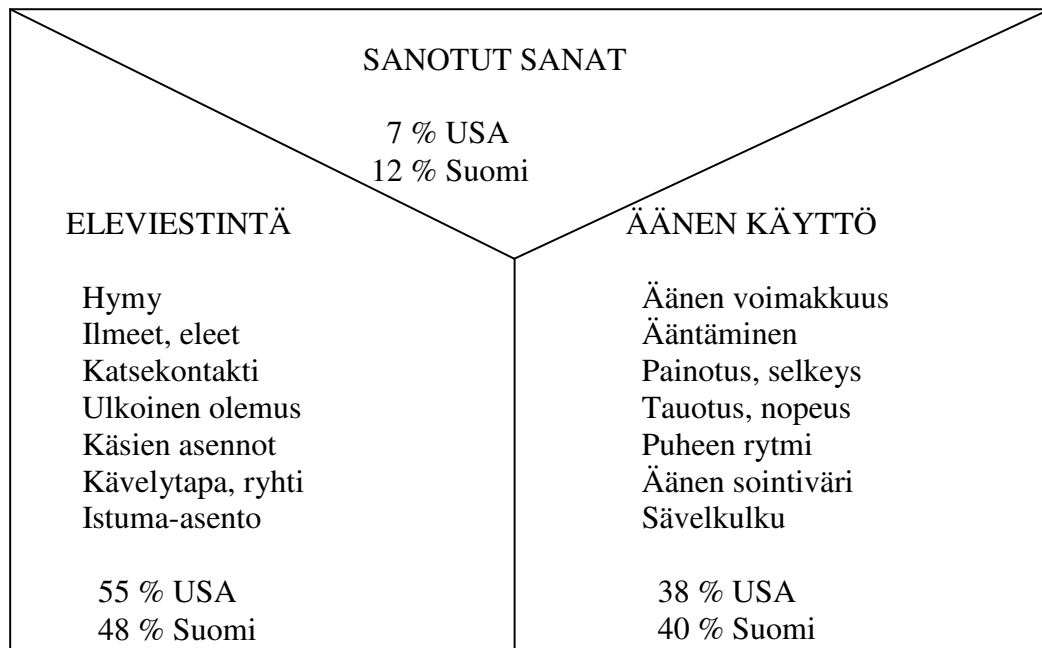 SANOTUT SANAT
7 % USA
12 % Suomi
ELEVIESTINTÄ
Hymy
Ilmeet, eleet
Katsekontakti
Ulkoinen olemus
Käsien asennot
Kävelytapa, ryhti
Istuma-asento
55 % USA
48 % Suomi
ÄÄNEN KÄYTTÖ
Äänen voimakkuus
Ääntäminen
Painotus, selkeys
Tauotus, nopeus
Puheen rytmi
Äänen sointiväri
Sävelkulku
38 % USA
40 % Suomi